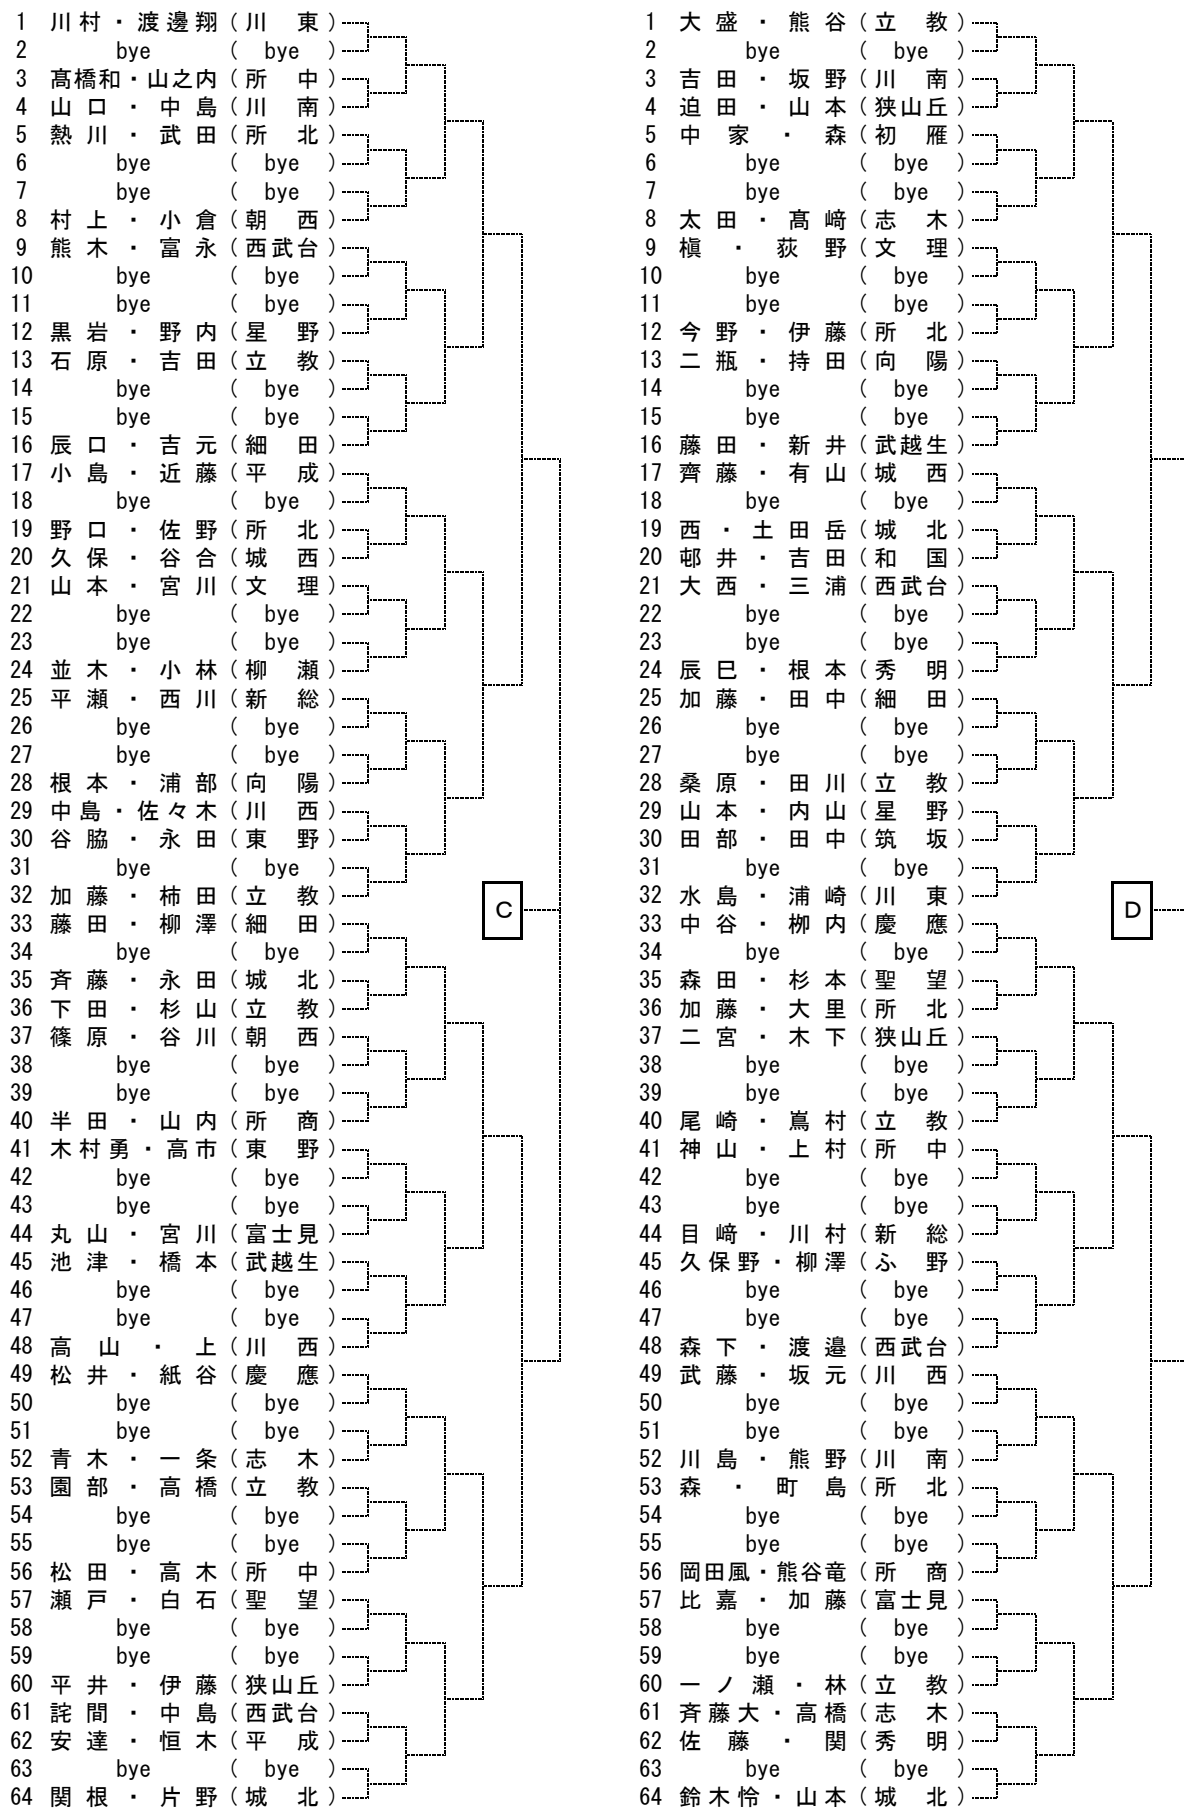 1 川村・渡邊翔(川 東)
2 bye ( bye )
3 髙橋和・山之内(所 中)
4 山口・中島(川 南)
5 熱川・武田(所 北)
6 bye ( bye )
7 bye ( bye )
8 村上・小倉(朝 西)
9 熊木・富永(西武台)
10 bye ( bye )
11 bye ( bye )
12 黒岩・野内(星 野)
13 石原・吉田(立 教)
14 bye ( bye )
15 bye ( bye )
16 辰口・吉元(細 田)
17 小島・近藤(平 成)
18 bye ( bye )
19 野口・佐野(所 北)
20 久保・谷合(城 西)
21 山本・宮川(文 理)
22 bye ( bye )
23 bye ( bye )
24 並木・小林(柳 瀬)
25 平瀬・西川(新 総)
26 bye ( bye )
27 bye ( bye )
28 根本・浦部(向 陽)
29 中島・佐々木(川 西)
30 谷脇・永田(東 野)
31 bye ( bye )
32 加藤・柿田(立 教)
33 藤田・柳澤(細 田)
34 bye ( bye )
35 斉藤・永田(城 北)
36 下田・杉山(立 教)
37 篠原・谷川(朝 西)
38 bye ( bye )
39 bye ( bye )
40 半田・山内(所 商)
41 木村勇・高市(東 野)
42 bye ( bye )
43 bye ( bye )
44 丸山・宮川(富士見)
45 池津・橋本(武越生)
46 bye ( bye )
47 bye ( bye )
48 高山・上(川 西)
49 松井・紙谷(慶 應)
50 bye ( bye )
51 bye ( bye )
52 青木・一条(志 木)
53 園部・高橋(立 教)
54 bye ( bye )
55 bye ( bye )
56 松田・高木(所 中)
57 瀬戸・白石(聖 望)
58 bye ( bye )
59 bye ( bye )
60 平井・伊藤(狭山丘)
61 詫間・中島(西武台)
62 安達・恒木(平 成)
63 bye ( bye )
64 関根・片野(城 北)
C
1 大盛・熊谷(立 教)
2 bye ( bye )
3 吉田・坂野(川 南)
4 迫田・山本(狭山丘)
5 中家・森(初 雁)
6 bye ( bye )
7 bye ( bye )
8 太田・髙﨑(志 木)
9 槇・荻野(文 理)
10 bye ( bye )
11 bye ( bye )
12 今野・伊藤(所 北)
13 二瓶・持田(向 陽)
14 bye ( bye )
15 bye ( bye )
16 藤田・新井(武越生)
17 齊藤・有山(城 西)
18 bye ( bye )
19 西・土田岳(城 北)
20 邨井・吉田(和 国)
21 大西・三浦(西武台)
22 bye ( bye )
23 bye ( bye )
24 辰巳・根本(秀 明)
25 加藤・田中(細 田)
26 bye ( bye )
27 bye ( bye )
28 桑原・田川(立 教)
29 山本・内山(星 野)
30 田部・田中(筑 坂)
31 bye ( bye )
32 水島・浦崎(川 東)
33 中谷・栁内(慶 應)
34 bye ( bye )
35 森田・杉本(聖 望)
36 加藤・大里(所 北)
37 二宮・木下(狭山丘)
38 bye ( bye )
39 bye ( bye )
40 尾崎・嶌村(立 教)
41 神山・上村(所 中)
42 bye ( bye )
43 bye ( bye )
44 目﨑・川村(新 総)
45 久保野・柳澤(ふ 野)
46 bye ( bye )
47 bye ( bye )
48 森下・渡邉(西武台)
49 武藤・坂元(川 西)
50 bye ( bye )
51 bye ( bye )
52 川島・熊野(川 南)
53 森・町島(所 北)
54 bye ( bye )
55 bye ( bye )
56 岡田風・熊谷竜(所 商)
57 比嘉・加藤(富士見)
58 bye ( bye )
59 bye ( bye )
60 一ノ瀬・林(立 教)
61 斉藤大・高橋(志 木)
62 佐藤・関(秀 明)
63 bye ( bye )
64 鈴木怜・山本(城 北)
D